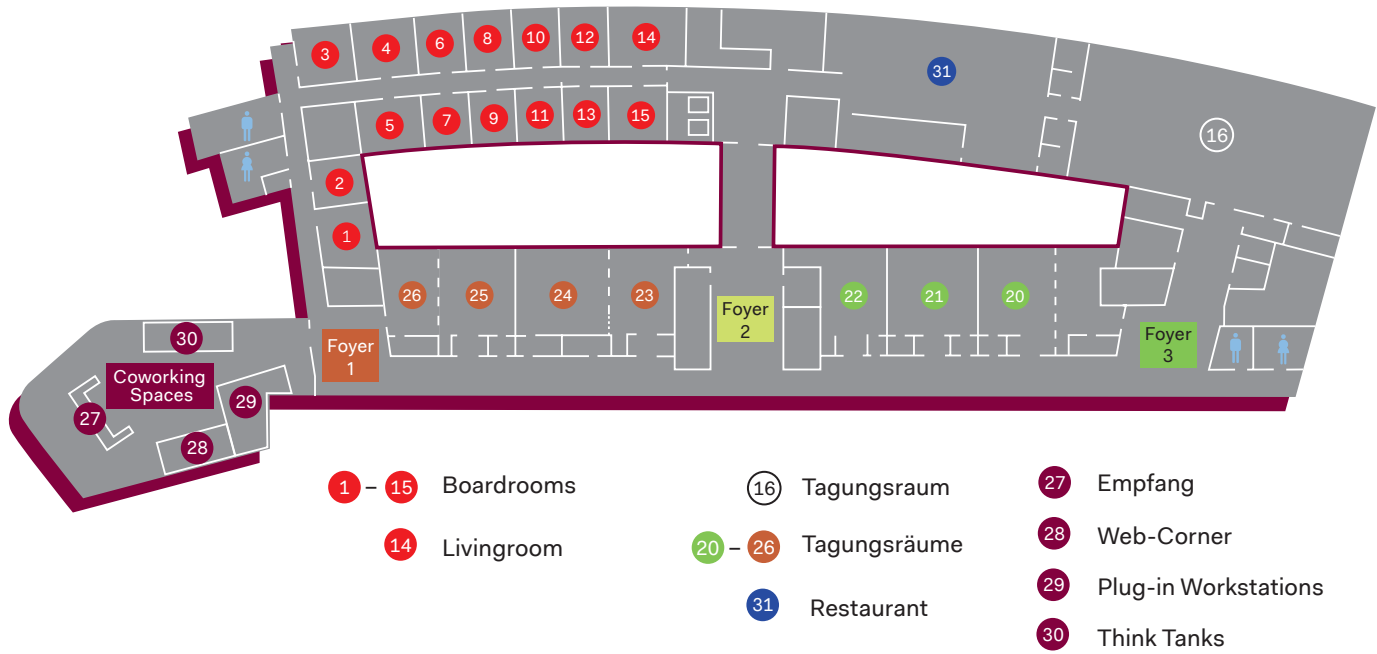 3
4
6
8
10
12
14
31
16
5
7
9
11
13
15
2
1
26
25
24
23
22
21
20
Foyer
1
Foyer
2
Foyer
3
30
Coworking
Spaces
27
29
28
1 – 15 Boardrooms
14 Livingroom
16 Tagungsraum
20 – 26 Tagungsräume
31 Restaurant
27 Empfang
28 Web-Corner
29 Plug-in Workstations
30 Think Tanks